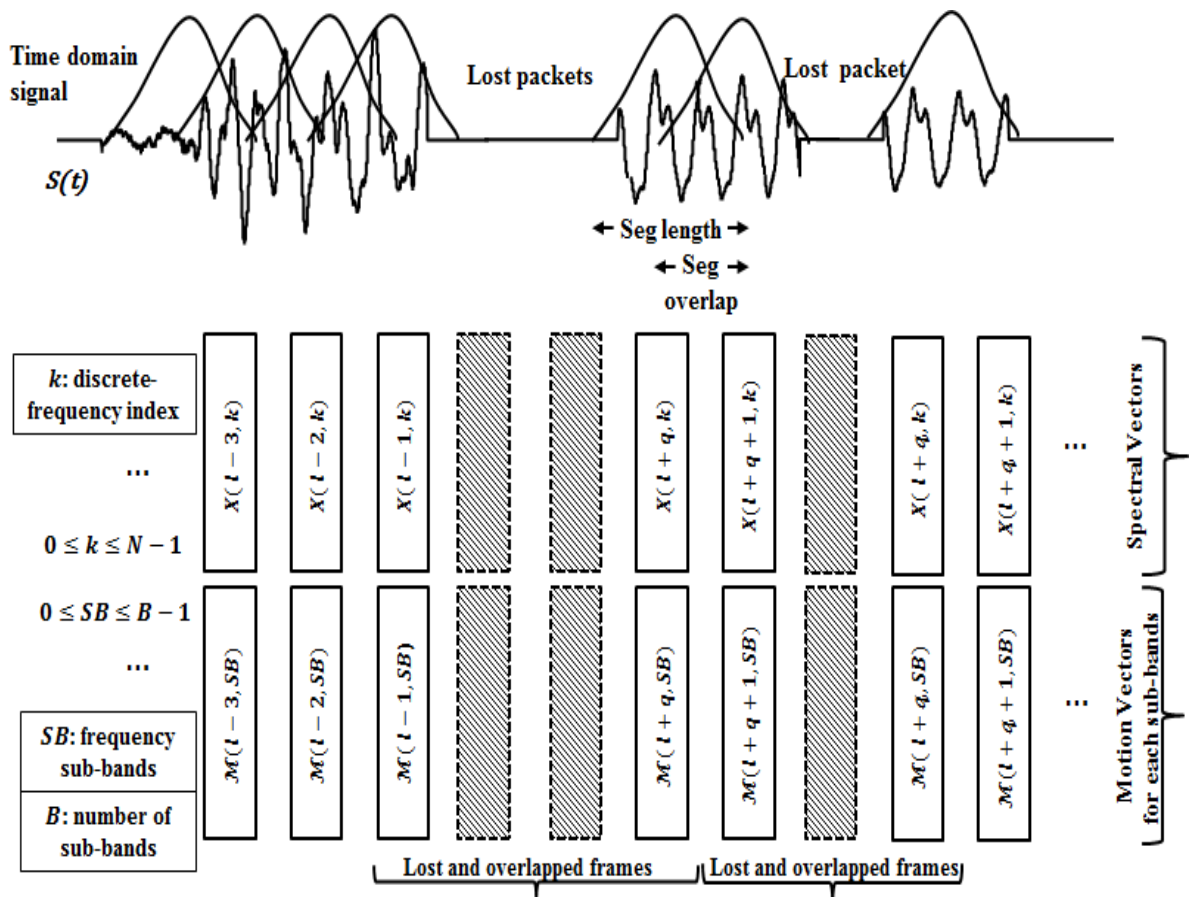 Time domain
signal
Lost packets
Lost packet
S(t)
Seg length
Seg
overlap
k: discrete-
frequency index
...
0 ≤ k ≤ N − 1
X(l − 3, k)
X(l − 2, k)
X(l − 1, k)
X(l + q, k)
X(l + q + 1, k)
X(l + q, k)
X(l + q + 1, k)
...
Spectral Vectors
0 ≤ SB ≤ B − 1
...
SB: frequency
sub-bands
B: number of
sub-bands
ℳ(l − 3, SB)
ℳ(l − 2, SB)
ℳ(l − 1, SB)
ℳ(l + q, SB)
ℳ(l + q + 1, SB)
ℳ(l + q, SB)
ℳ(l + q + 1, SB)
...
Motion Vectors
for each sub-bands
Lost and overlapped frames
Lost and overlapped frames